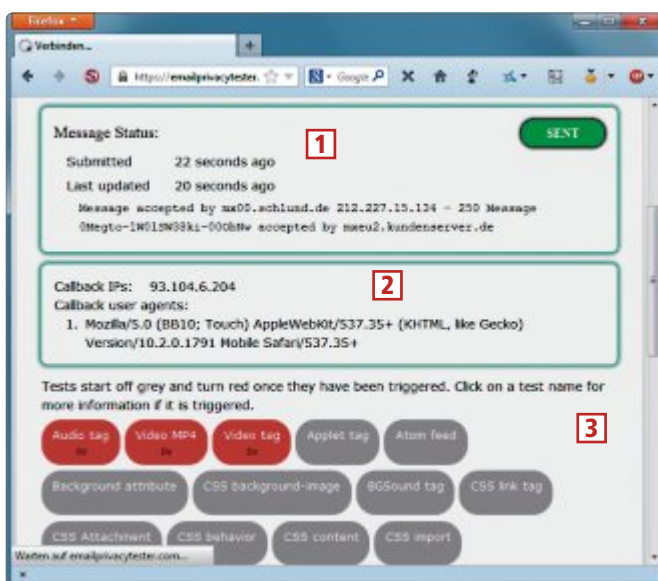 Firefox
Verbinden...
https://emailprivacytester.
Google
Message Status:
SENT
1
Submitted 22 seconds ago
Last updated 20 seconds ago
Message accepted by mx00.schlund.de 212.227.15.134 - 250 Message
accepted by mxeu2.kundenserver.de
2
Callback IPs: 93.104.6.204
Callback user agents:
1. Mozilla/5.0 (BB10; Touch) AppleWebKit/537.35+ (KHTML, like Gecko)
Version/10.2.0.1791 Mobile Safari/537.35+
Tests start off grey and turn red once they have been triggered. Click on a test name for
more information if it is triggered.
3
Audio tag
Video MP4
Video tag
Applet tag
Atom feed
Background attribute
CSS background-image
BGSound tag
CSS link tag
CSS Attachment
CSS behavior
CSS content
CSS import
Warten auf emailprivacytester.com...